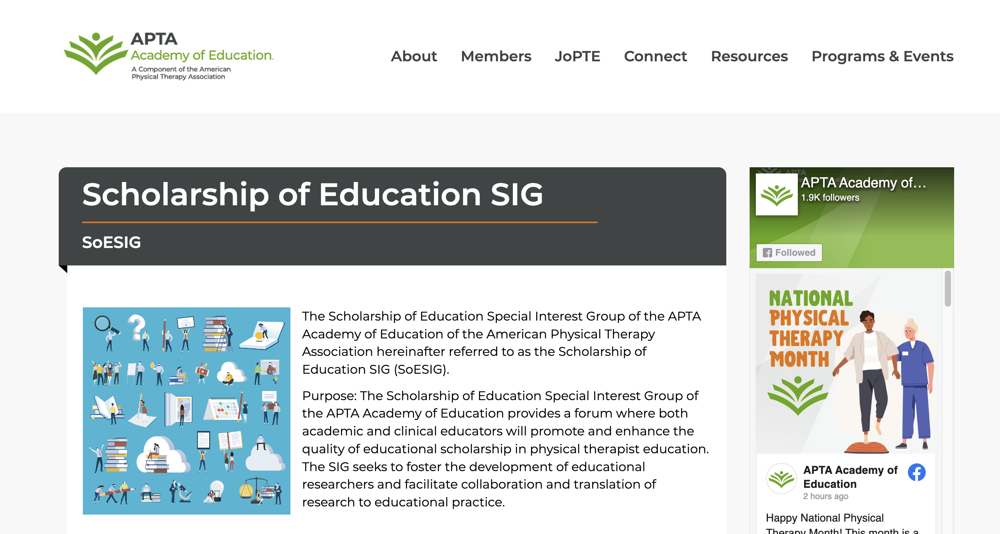 APTA
Academy of Education.
A Component of the American
Physical Therapy Association
About Members JoPTE Connect Resources Programs & Events
Scholarship of Education SIG
SoESIG
The Scholarship of Education Special Interest Group of the APTA
Academy of Education of the American Physical Therapy
Association hereinafter referred to as the Scholarship of
Education SIG (SoESIG).
Purpose: The Scholarship of Education Special Interest Group of
the APTA Academy of Education provides a forum where both
academic and clinical educators will promote and enhance the
quality of educational scholarship in physical therapist education.
The SIG seeks to foster the development of educational
researchers and facilitate collaboration and translation of
research to educational practice.
APTA
APTA Academy of...
1.9K followers
Followed
NATIONAL
PHYSICAL
THERAPY
MONTH
APTA Academy of
Education
2 hours ago
Happy National Physical
Therapy Month! This month is a